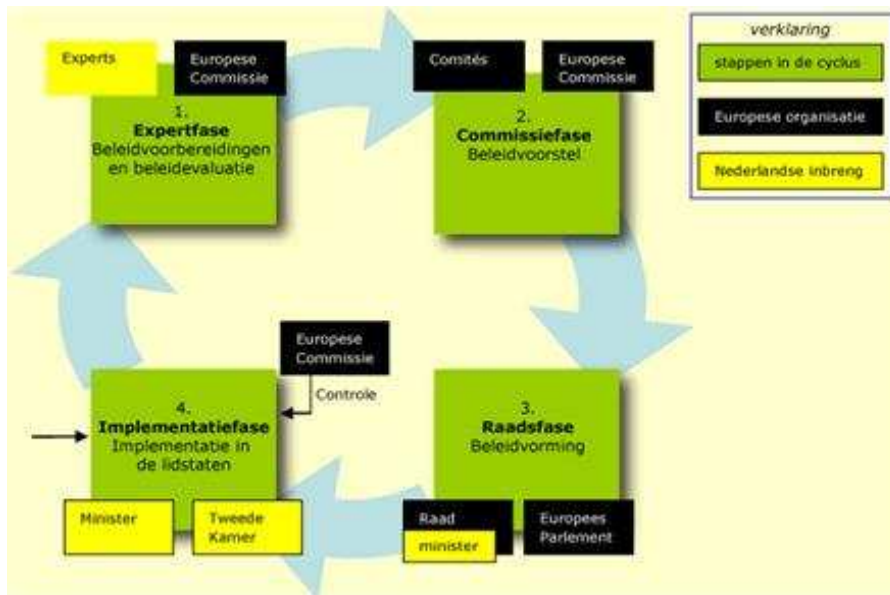 Experts
Europese
Commissie
1.
Expertfase
Beleidvoorbereidingen
en beleidevaluatie
Comités
Europese
Commissie
2.
Commissiefase
Beleidvoorstel
verklaring
stappen in de cyclus
Europese organisatie
Nederlandse inbreng
Europese
Commissie
Controle
4.
Implementatiefase
Implementatie in
de lidstaten
Minister
Tweede
Kamer
3.
Raadsfase
Beleidvorming
Raad
minister
Europees
Parlement